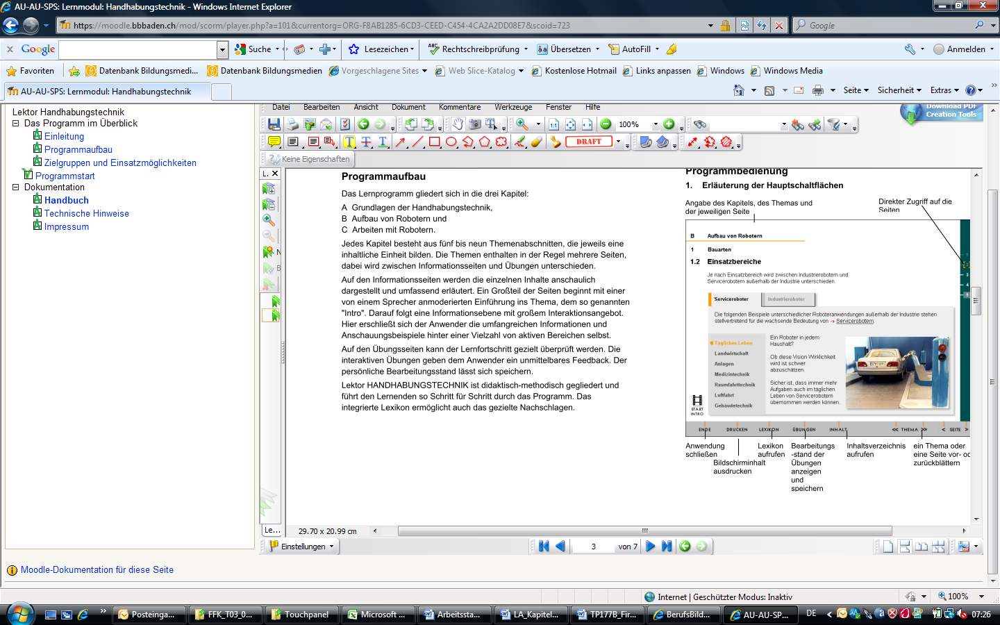 AU-AU-SPS: Lernmodul: Handhabungstechnik - Windows Internet Explorer
https://moodle.bbbaden.ch/mod/scorm/player.php?a=101&currentorg=ORG-F8AB1285-6CD3-CEED-C454-4CA2A2DD08E7&scoid=723
Google
x Google Suche Lesezeichen Rechtschreibprüfung Übersetzen AutoFill Anmelden
Favoriten Datenbank Bildungsmedi... Datenbank Bildungsmedien Vorgeschlagene Sites Web Slice-Katalog Kostenlose Hotmail Links anpassen Windows Windows Media
AU-AU-SPS: Lernmodul: Handhabungstechnik
Seite Sicherheit Extras
Lektor Handhabungstechnik
Das Programm im Überblick
Einleitung
Programmaufbau
Zielgruppen und Einsatzmöglichkeiten
Programmstart
Dokumentation
Handbuch
Technische Hinweise
Impressum
Datei Bearbeiten Ansicht Dokument Kommentare Werkzeuge Fenster Hilfe
Download PDF
Creation Tools
100%
DRAFT
Keine Eigenschaften
L. X
N
B
Le...
Programmaufbau
Das Lernprogramm gliedert sich in die drei Kapitel:
A Grundlagen der Handhabungstechnik,
B Aufbau von Robotern und
C Arbeiten mit Robotern.
Jedes Kapitel besteht aus fünf bis neun Themenabschnitten, die jeweils eine
inhaltliche Einheit bilden. Die Themen enthalten in der Regel mehrere Seiten,
dabei wird zwischen Informationsseiten und Übungen unterschieden.
Auf den Informationsseiten werden die einzelnen Inhalte anschaulich
dargestellt und umfassend erläutert. Ein Großteil der Seiten beginnt mit einer
von einem Sprecher anmoderierten Einführung ins Thema, dem so genannten
"Intro". Darauf folgt eine Informationsebene mit großem Interaktionsangebot.
Hier erschließt sich der Anwender die umfangreichen Informationen und
Anschauungsbeispiele hinter einer Vielzahl von aktiven Bereichen selbst.
Auf den Übungsseiten kann der Lernfortschritt gezielt überprüft werden. Die
interaktiven Übungen geben dem Anwender ein unmittelbares Feedback. Der
persönliche Bearbeitungsstand lässt sich speichern.
Lektor HANDHABUNGSTECHNIK ist didaktisch-methodisch gegliedert und
führt den Lernenden so Schritt für Schritt durch das Programm. Das
integrierte Lexikon ermöglicht auch das gezielte Nachschlagen.
Programmbedienung
1. Erläuterung der Hauptschaltflächen
Angabe des Kapitels, des Themas und
der jeweiligen Seite
Direkter Zugriff auf die
Seiten
B Aufbau von Robotern
1 Bauarten
1.2 Einsatzbereiche
Je nach Einsatzbereich wird zwischen Industrierobotern und
Servicerobotern außerhalb der Industrie unterschieden.
1
2
3
4
5
Serviceroboter Industrieroboter
Die folgenden Beispiele unterschiedlicher Roboteranwendungen außerhalb der Industrie stehen
stellvertretend für die wachsende Bedeutung von → Servicerobotern:
Tägliches Leben
Landwirtschaft
Anlagen
Medizintechnik
Raumfahrttechnik
Luftfahrt
Gebäudetechnik
Ein Roboter in jedem
Haushalt?
Ob diese Vision Wirklichkeit
wird ist schwer
abzuschätzen.
Sicher ist, dass immer mehr
Aufgaben auch im täglichen
Leben von Servicerobotern
übernommen werden können.
START
INTRO
ENDE DRUCKEN LEXIKON ÜBUNGEN INHALT << THEMA >> < SEITE >
Anwendung
schließen
Bildschirminhalt
ausdrucken
Lexikon
aufrufen
Bearbeitungs
-stand der
Übungen
anzeigen
und
speichern
Inhaltsverzeichnis
aufrufen
ein Thema oder
eine Seite vor- oc
zurückblättern
29.70 x 20.99 cm
Einstellungen
3 von 7
Moodle-Dokumentation für diese Seite
Internet | Geschützter Modus: Inaktiv
100%
Posteinga... FFK_T03_0... Touchpanel Microsoft ... Arbeitssta... LA_Kapitel... TP177B_Fir... BerufsBild... AU-AU-SP... DE 07:26